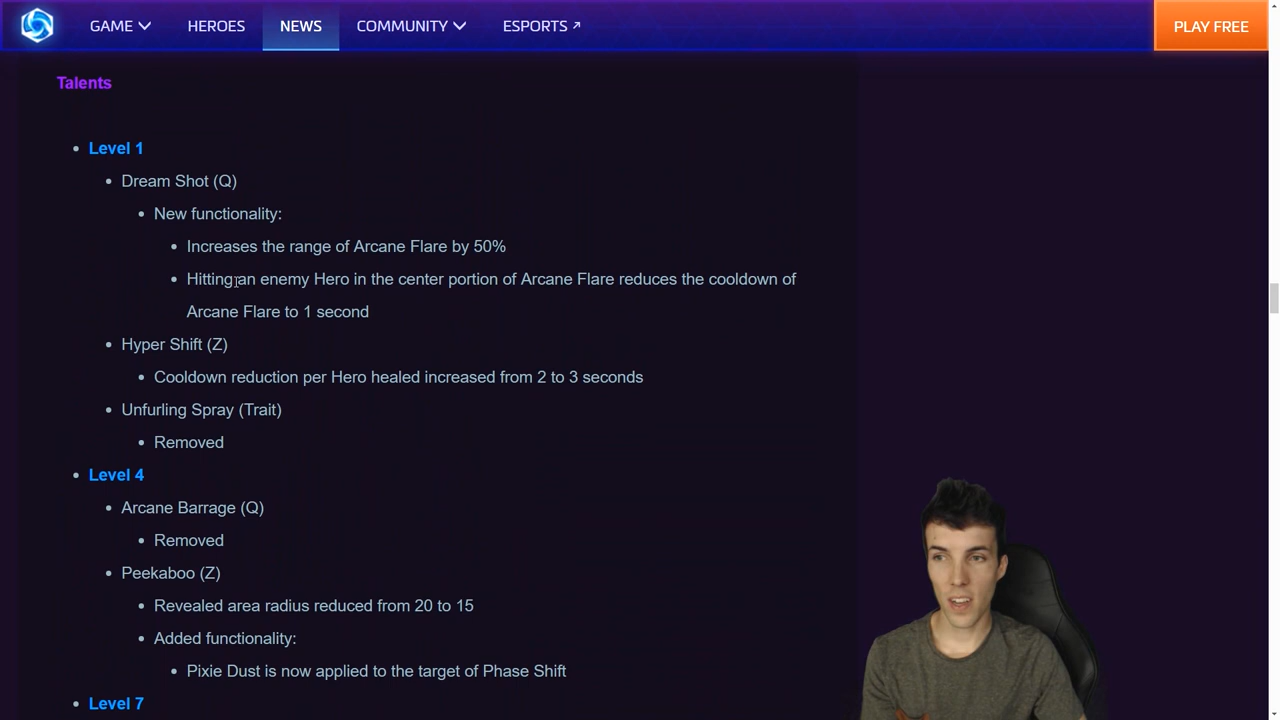 GAME HEROES NEWS COMMUNITY ESPORTS PLAY FREE
Talents
Level 1
Dream Shot (Q)
New functionality:
Increases the range of Arcane Flare by 50%
Hitting an enemy Hero in the center portion of Arcane Flare reduces the cooldown of
Arcane Flare to 1 second
Hyper Shift (Z)
Cooldown reduction per Hero healed increased from 2 to 3 seconds
Unfurling Spray (Trait)
Removed
Level 4
Arcane Barrage (Q)
Removed
Peekaboo (Z)
Revealed area radius reduced from 20 to 15
Added functionality:
Pixie Dust is now applied to the target of Phase Shift
Level 7